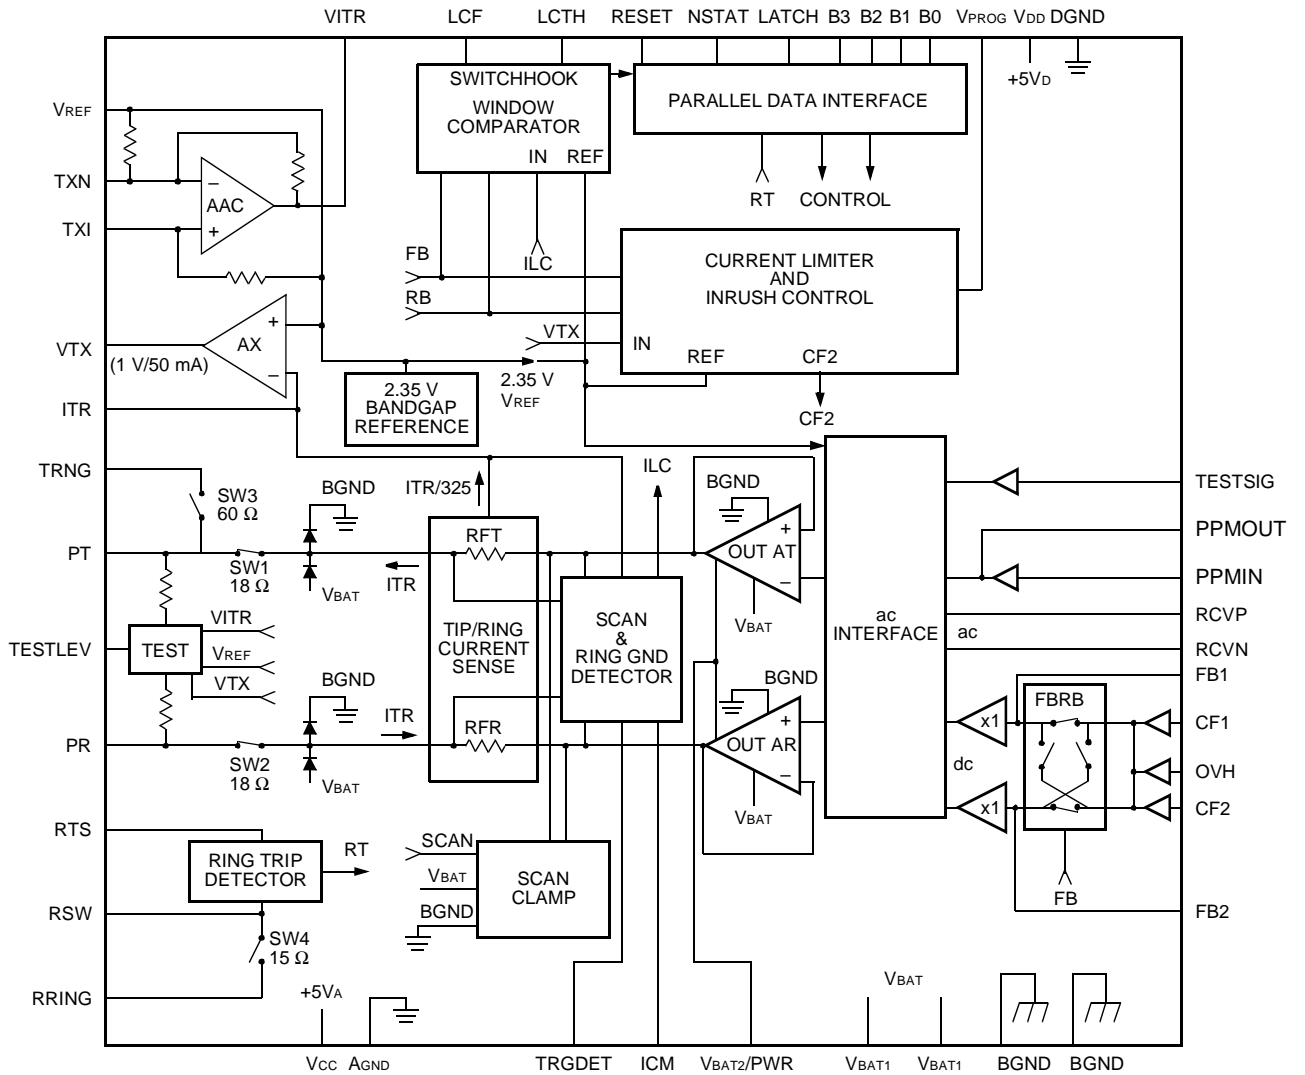 VITR LCF LCTH RESET NSTAT LATCH B3 B2 B1 B0 VPROG VDD DGND
+5VD
SWITCHHOOK
WINDOW
COMPARATOR
IN REF
PARALLEL DATA INTERFACE
RT CONTROL
VREF
TXN
TXI
AAC
−
+
FB
RB
ILC
CURRENT LIMITER
AND
INRUSH CONTROL
VTX
IN
REF CF2
CF2
VTX
(1 V/50 mA)
AX
+
−
2.35 V
BANDGAP
REFERENCE
2.35 V
VREF
ITR
TRNG
SW3
60 Ω
BGND
ITR/325
ILC
BGND
TESTSIG
PPMOUT
PPMIN
RCVP
RCVN
FB1
PT
SW1
18 Ω
VBAT
ITR
RFT
+
OUT AT
−
VBAT
ac
INTERFACE
ac
TESTLEV
TEST
VITR
VREF
VTX
TIP/RING
CURRENT
SENSE
SCAN
&
RING GND
DETECTOR
BGND
BGND
ITR
RFR
+
OUT AR
−
VBAT
PR
SW2
18 Ω
VBAT
dc
x1
x1
FBRB
CF1
OVH
CF2
FB
FB2
RTS
RING TRIP
DETECTOR
RT
SCAN
VBAT
BGND
SCAN
CLAMP
RSW
SW4
15 Ω
RRING
+5VA
VBAT
VCC AGND TRGDET ICM VBAT2/PWR VBAT1 VBAT1 BGND BGND